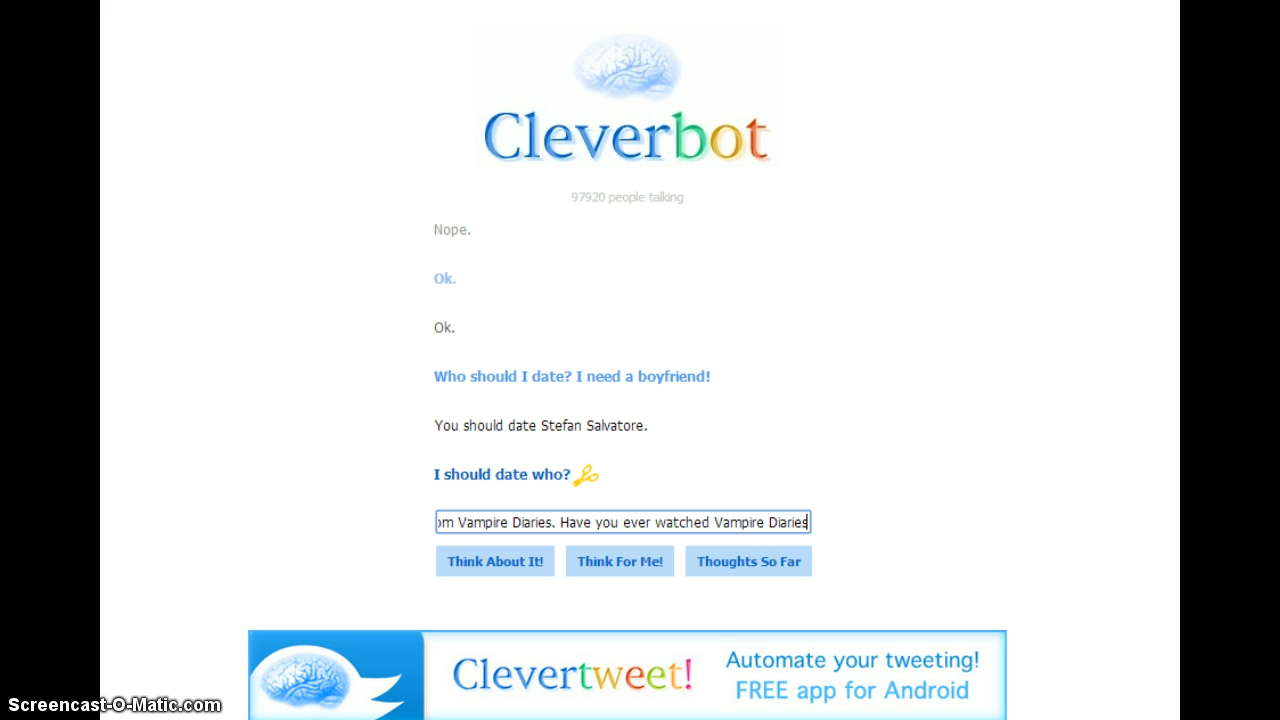 Cleverbot
97920 people talking
Nope.
Ok.
Ok.
Who should I date? I need a boyfriend!
You should date Stefan Salvatore.
I should date who?
om Vampire Diaries. Have you ever watched Vampire Diaries
Think About It! Think For Me! Thoughts So Far
Clevertweet! Automate your tweeting!
FREE app for Android
Screencast-O-Matic.com